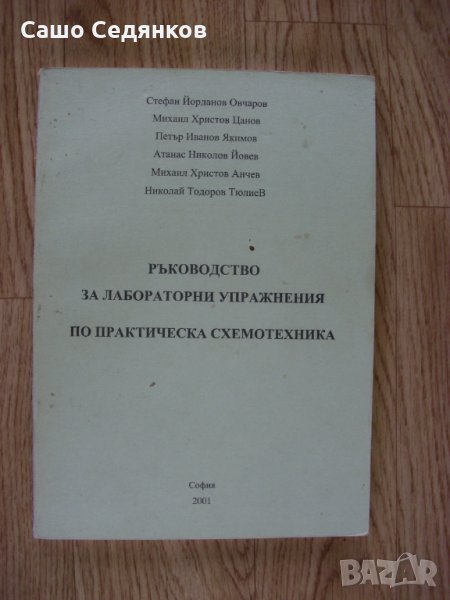 Сашо Седянков
Стефан Йорданов Овчаров
Михаил Христов Цанов
Петър Иванов Якимов
Атанас Николов Йовев
Михаил Христов Анчев
Николай Тодоров ТюлиеВ
РЪКОВОДСТВО
ЗА ЛАБОРАТОРНИ УПРАЖНЕНИЯ
ПО ПРАКТИЧЕСКА СХЕМОТЕХНИКА
София
2001
BAZAR